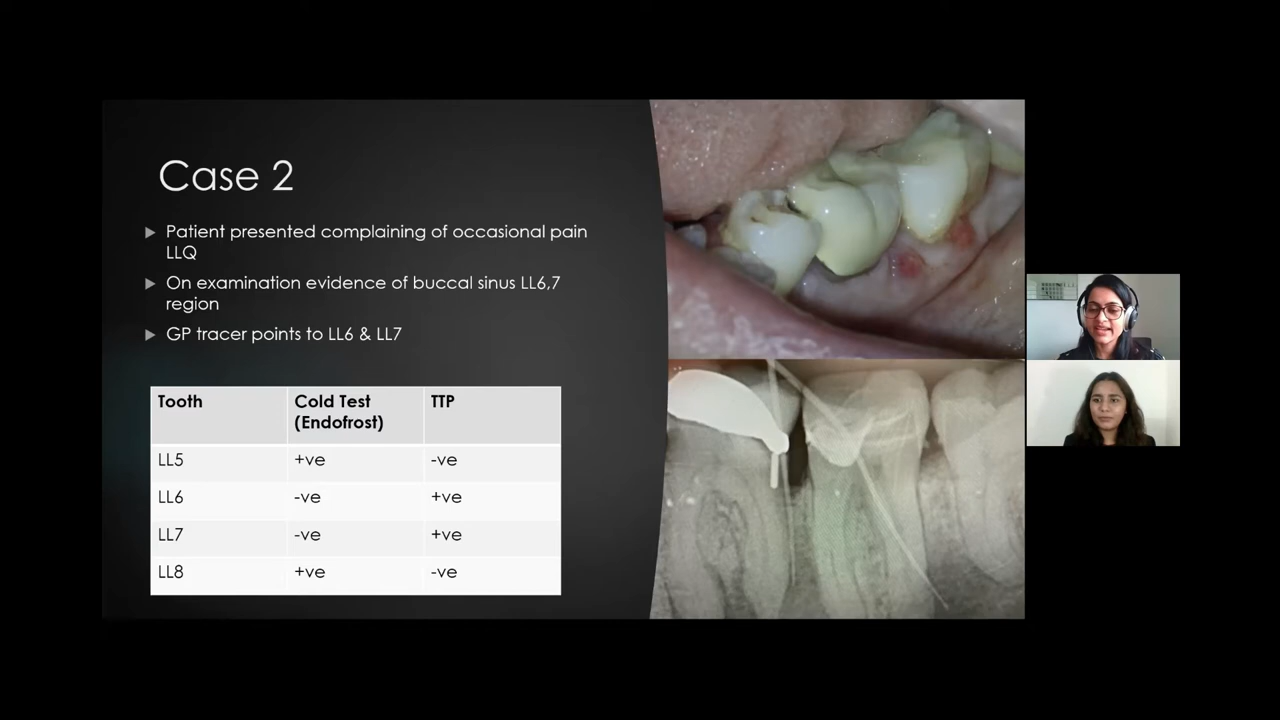 Case 2
Patient presented complaining of occasional pain
LLQ
On examination evidence of buccal sinus LL6,7
region
GP tracer points to LL6 & LL7
Tooth Cold Test (Endofrost) TTP
LL5 +ve -ve
LL6 -ve +ve
LL7 -ve +ve
LL8 +ve -ve